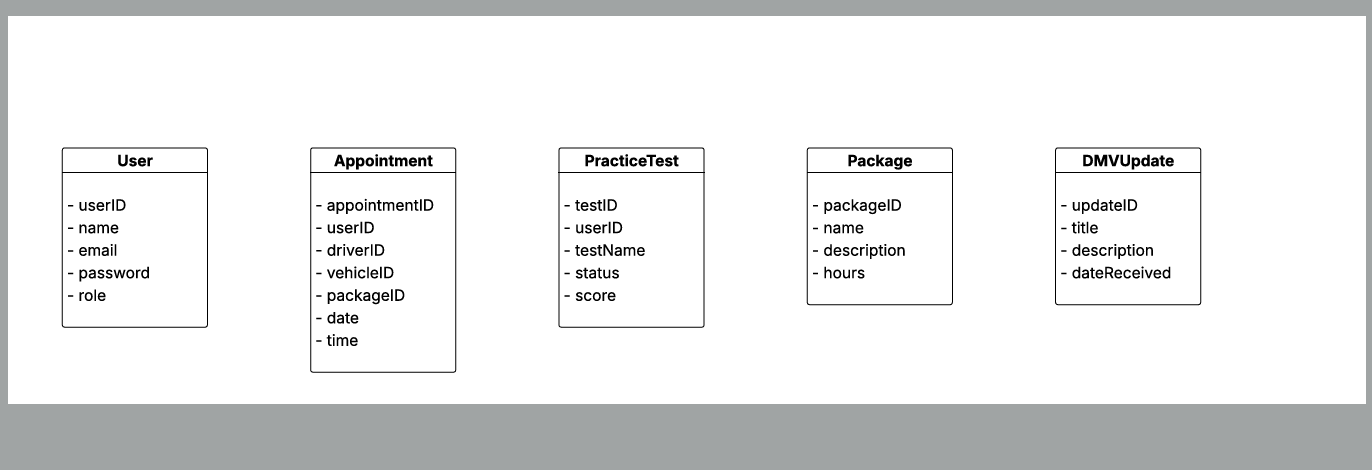 User
- userID
- name
- email
- password
- role
Appointment
- appointmentID
- userID
- driverID
- vehicleID
- packageID
- date
- time
PracticeTest
- testID
- userID
- testName
- status
- score
Package
- packageID
- name
- description
- hours
DMVUpdate
- updateID
- title
- description
- dateReceived